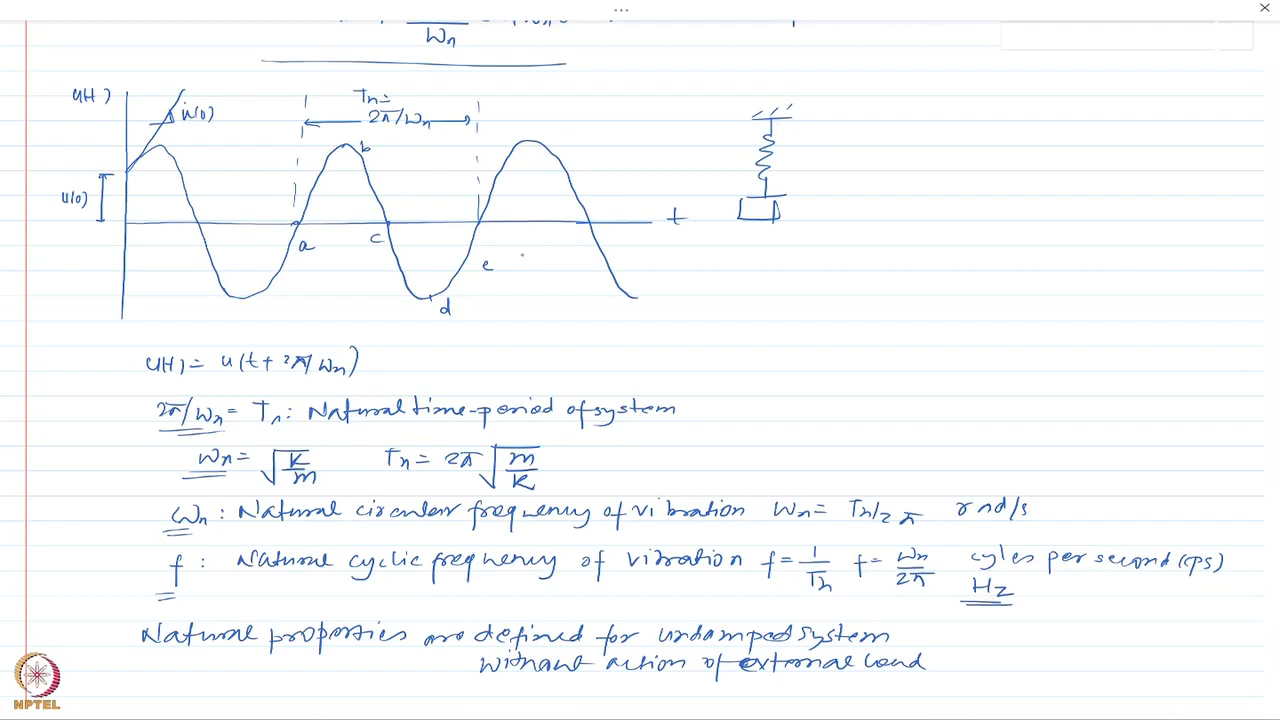 ωn
u(t)
u̇(0)
Tn =
2π/ωn
u(0)
a
b
c
d
e
t
u(t) = u(t + 2π/ωn)
2π/ωn = Tn : Natural time-period of system
ωn = √(k/m) Tn = 2π √(m/k)
ωn : Natural circular frequency of vibration ωn = Tn/2π rad/s
f : Natural cyclic frequency of vibration f = 1/Tn f = ωn/2π cyles per second (cps)
Hz
Natural properties are defined for undamped system
without action of external load
NPTEL